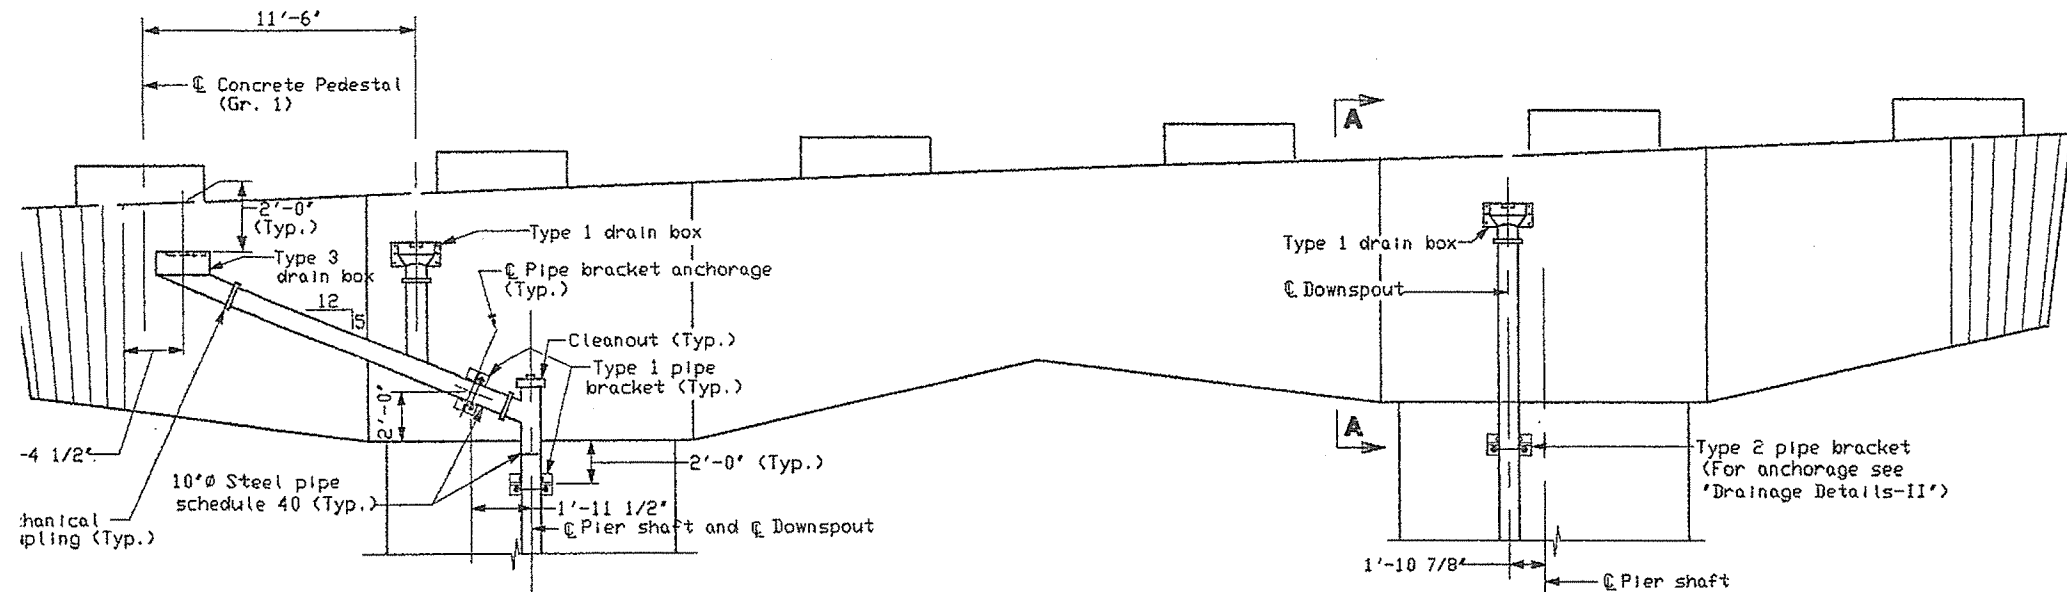 11'-6"
℄ Concrete Pedestal
(Gr. 1)
A
2'-0"
(Typ.)
Type 1 drain box
Type 1 drain box
Type 3
drain box
℄ Pipe bracket anchorage
(Typ.)
12
5
℄ Downspout
Cleanout (Typ.)
Type 1 pipe
bracket (Typ.)
2'-0"
A
-4 1/2"
2'-0" (Typ.)
Type 2 pipe bracket
(For anchorage see
"Drainage Details-II")
10"Ø Steel pipe
schedule 40 (Typ.)
1'-11 1/2"
hanical
pling (Typ.)
℄ Pier shaft and ℄ Downspout
1'-10 7/8"
℄ Pier shaft